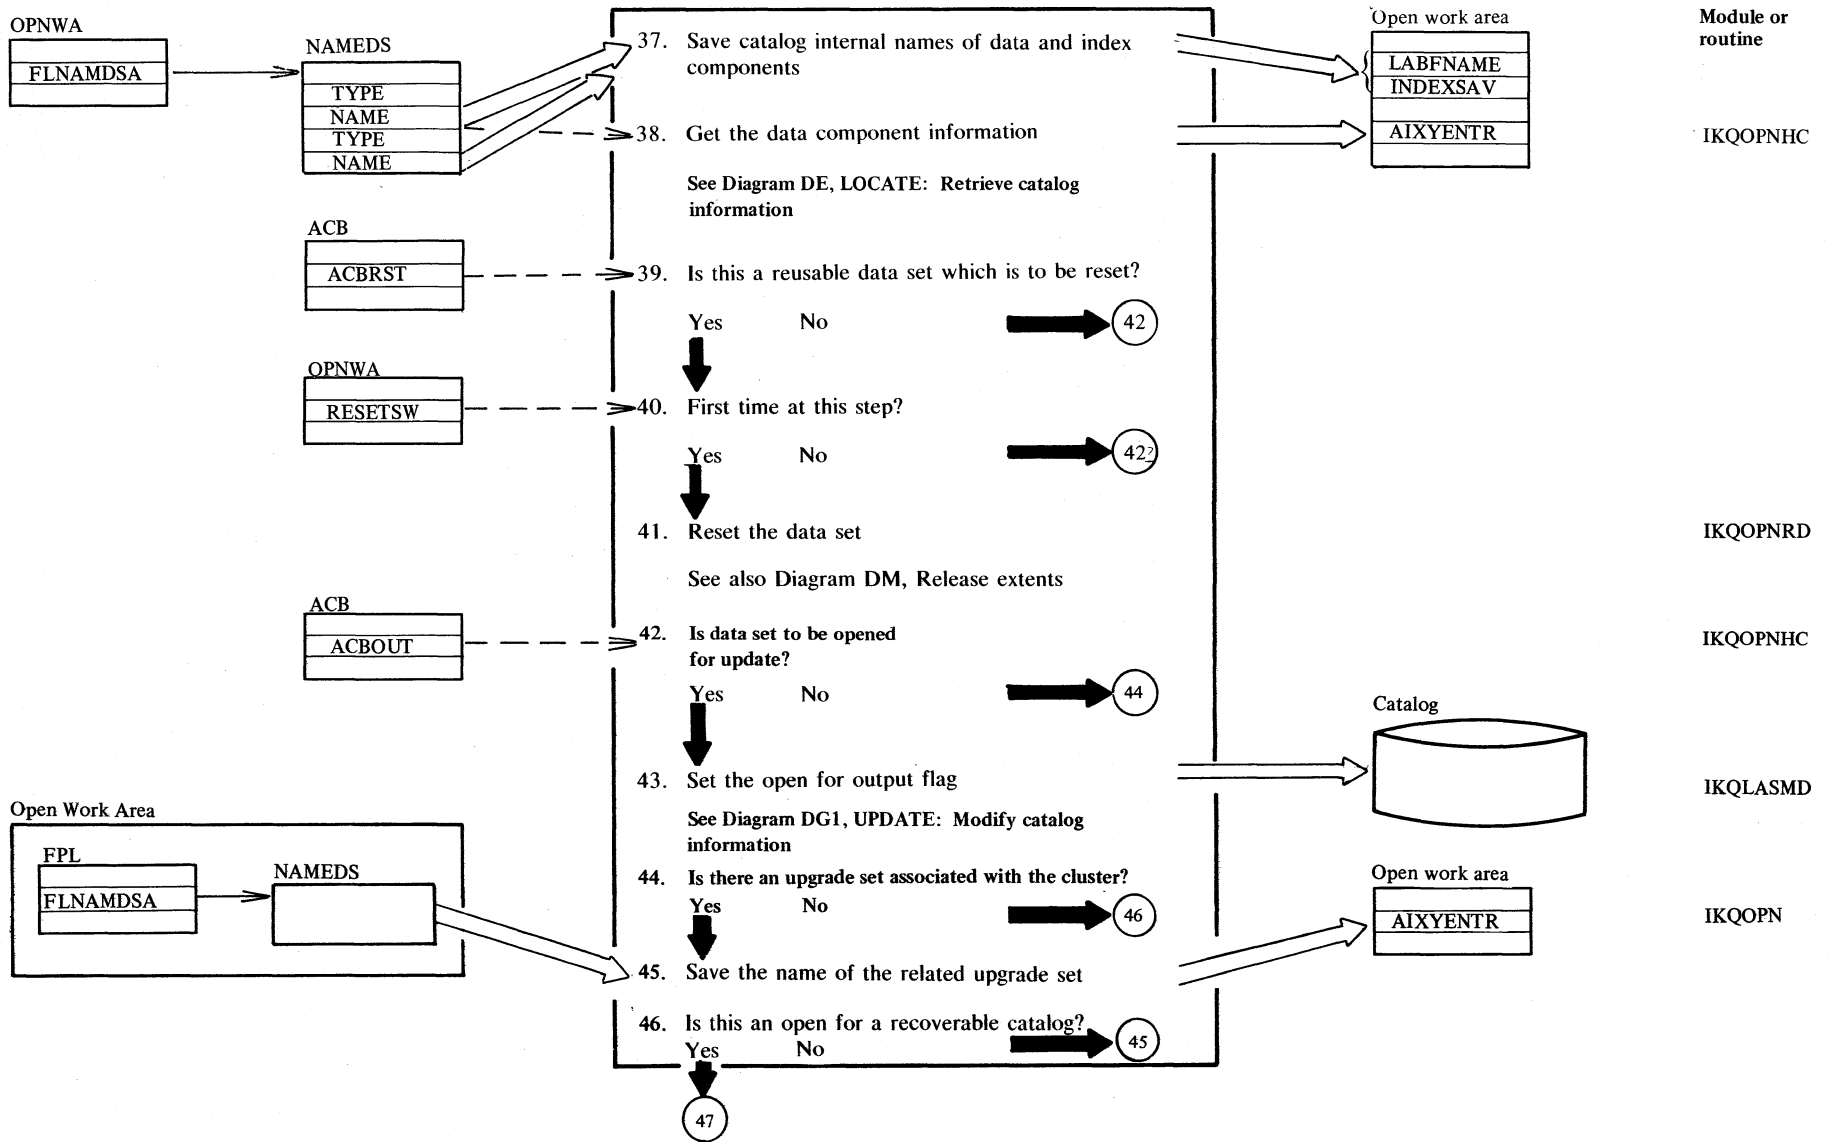 OPNWA
FLNAMDSA
NAMEDS
TYPE
NAME
TYPE
NAME
37. Save catalog internal names of data and index
components
Open work area
LABFNAME
INDEXSAV
AIXYENTR
Module or
routine
38. Get the data component information
IKQOPNHC
See Diagram DE, LOCATE: Retrieve catalog
information
ACB
ACBRST
39. Is this a reusable data set which is to be reset?
Yes No 42
OPNWA
RESETSW
40. First time at this step?
Yes No 42?
41. Reset the data set
IKQOPNRD
See also Diagram DM, Release extents
ACB
ACBOUT
42. Is data set to be opened
for update?
IKQOPNHC
Yes No 44
Catalog
43. Set the open for output flag
IKQLASMD
See Diagram DG1, UPDATE: Modify catalog
information
Open Work Area
FPL
FLNAMDSA
NAMEDS
44. Is there an upgrade set associated with the cluster?
Yes No 46
Open work area
AIXYENTR
IKQOPN
45. Save the name of the related upgrade set
46. Is this an open for a recoverable catalog?
Yes No 45
47